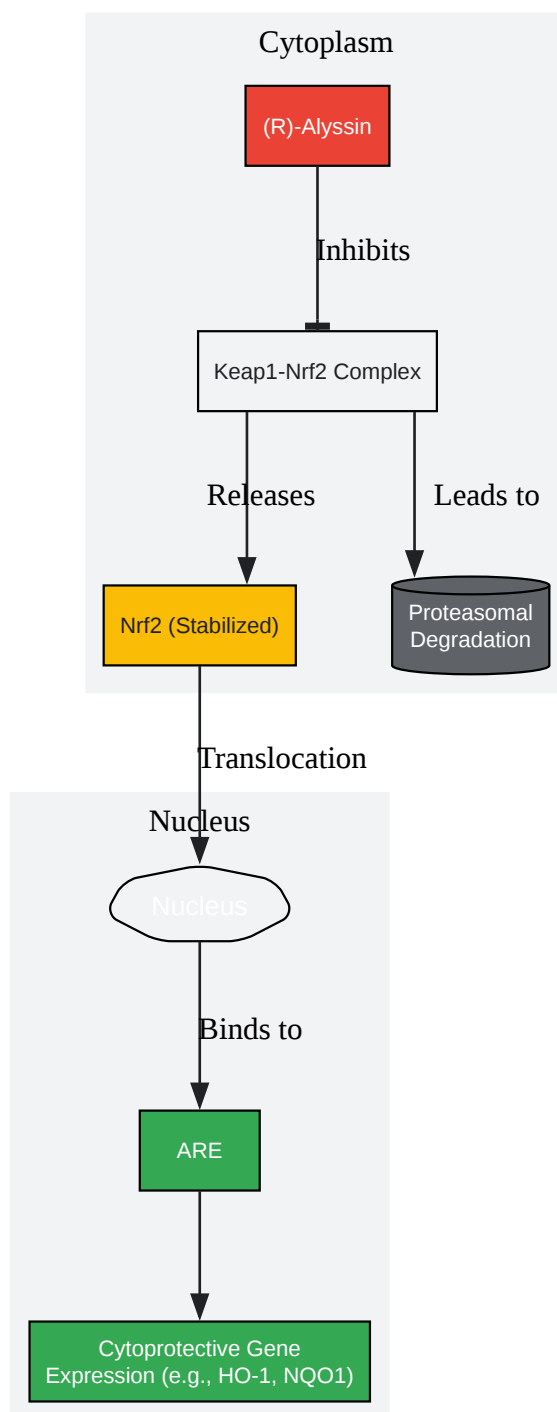 Cytoplasm
(R)-Alyssin
Inhibits
Keap1-Nrf2 Complex
Releases
Leads to
Nrf2 (Stabilized)
Proteasomal
Degradation
Translocation
Nucleus
Nucleus
Binds to
ARE
Cytoprotective Gene
Expression (e.g., HO-1, NQO1)